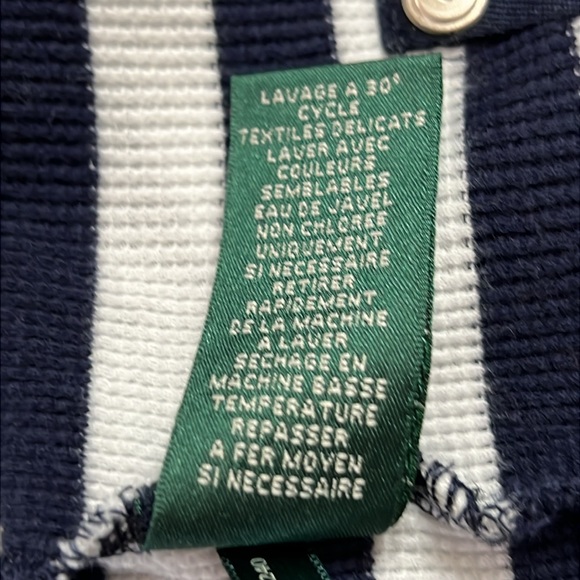 LAVAGE A 30°
CYCLE
TEXTILES DELICATS
LAVER AVEC
COULEURS
SEMBLABLES
EAU DE JAVEL
NON CHLOREE
UNIQUEMENT
SI NECESSAIRE
RETIRER
RAPIDEMENT
DE LA MACHINE
A LAVER
SECHAGE EN
MACHINE BASSE
TEMPERATURE
REPASSER
A FER MOYEN
SI NECESSAIRE